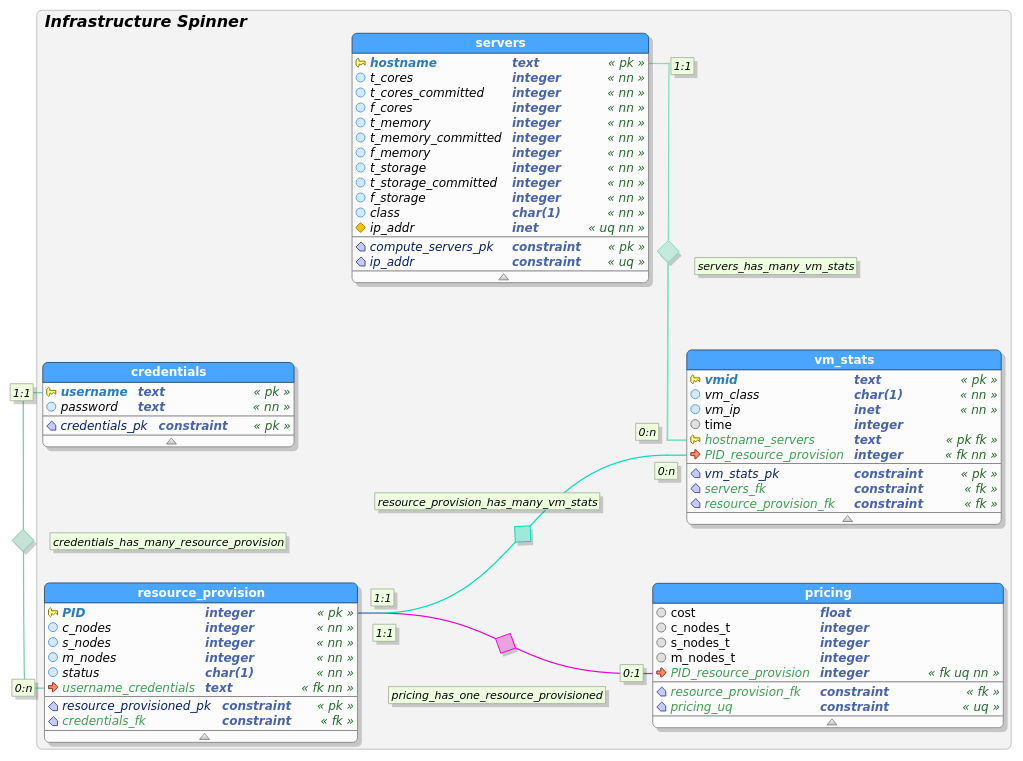 Infrastructure Spinner
servers
hostname text « pk »
t_cores integer « nn »
t_cores_committed integer « nn »
f_cores integer « nn »
t_memory integer « nn »
t_memory_committed integer « nn »
f_memory integer « nn »
t_storage integer « nn »
t_storage_committed integer « nn »
f_storage integer « nn »
class char(1) « nn »
ip_addr inet « uq nn »
compute_servers_pk constraint « pk »
ip_addr constraint « uq »
1:1
servers_has_many_vm_stats
0:n
vm_stats
vmid text « pk »
vm_class char(1) « nn »
vm_ip inet « nn »
time integer
hostname_servers text « pk fk »
PID_resource_provision integer « fk nn »
vm_stats_pk constraint « pk »
servers_fk constraint « fk »
resource_provision_fk constraint « fk »
0:n
1:1
credentials
username text « pk »
password text « nn »
credentials_pk constraint « pk »
resource_provision_has_many_vm_stats
credentials_has_many_resource_provision
1:1
1:1
0:n
resource_provision
PID integer « pk »
c_nodes integer « nn »
s_nodes integer « nn »
m_nodes integer « nn »
status char(1) « nn »
username_credentials text « fk nn »
resource_provisioned_pk constraint « pk »
credentials_fk constraint « fk »
pricing_has_one_resource_provisioned
0:1
pricing
cost float
c_nodes_t integer
s_nodes_t integer
m_nodes_t integer
PID_resource_provision integer « fk uq nn »
resource_provision_fk constraint « fk »
pricing_uq constraint « uq »